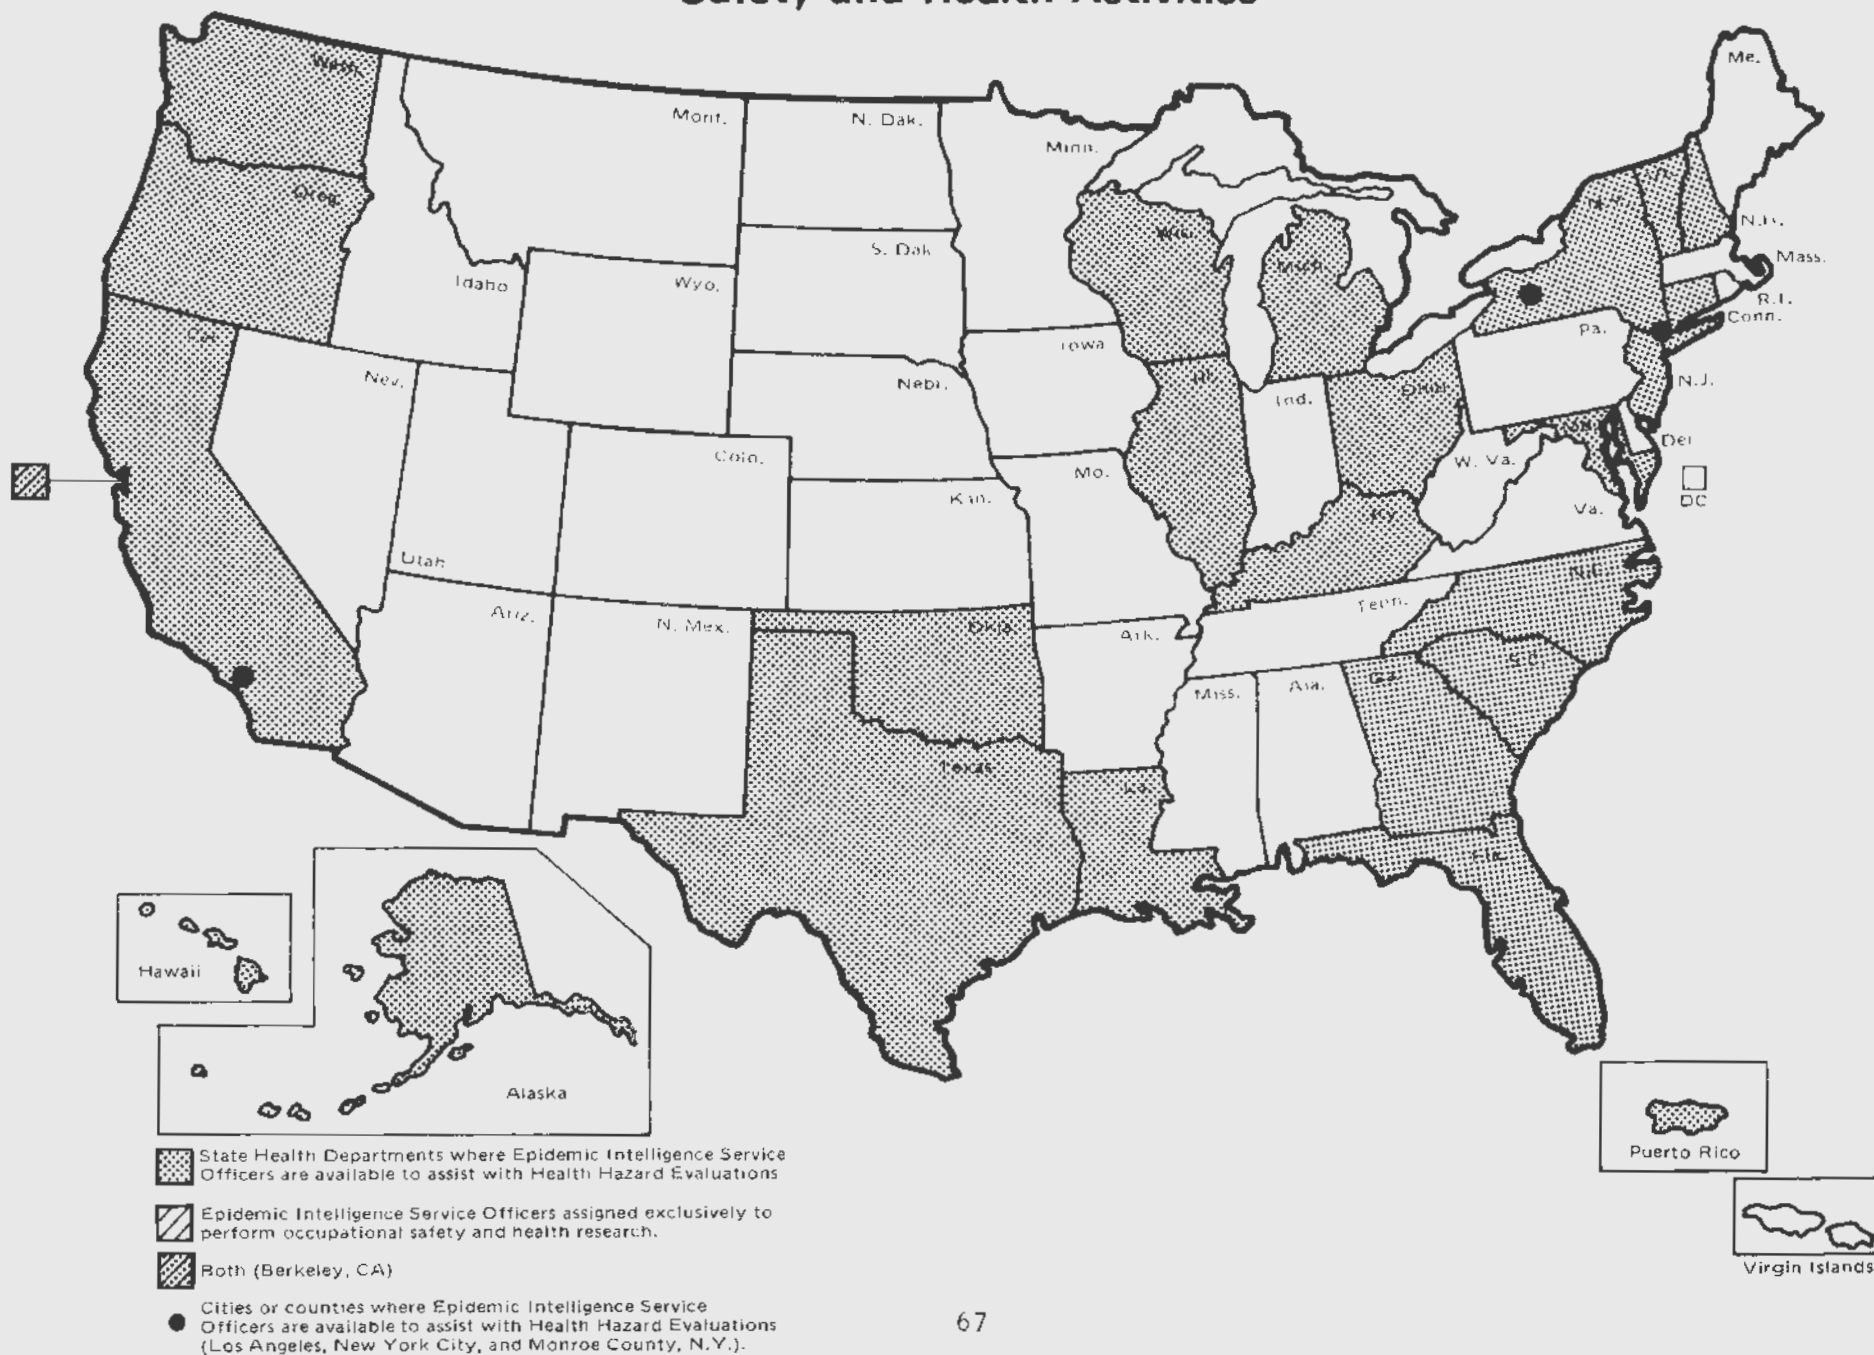 Safety and Health Activities
Me.
Wash.
Mont.
N. Dak.
Minn.
Oreg.
N.H.
Wis.
S. Dak
Mass.
Mich.
Idaho
Wyo.
R.I.
Conn.
Pa.
Cal.
Iowa
Nev.
Nebr.
Ill.
Ind.
Ohio
N.J.
Md.
Del
Colo.
Mo.
W. Va.
DC
Kan.
Va.
Ky.
Utah
N.C.
Ariz.
N. Mex.
Okla.
Ark.
Tenn.
S.C.
Miss.
Ala.
Ga.
Texas
La.
Fla.
Hawaii
Alaska
Puerto Rico
Virgin Islands
State Health Departments where Epidemic Intelligence Service
Officers are available to assist with Health Hazard Evaluations
Epidemic Intelligence Service Officers assigned exclusively to
perform occupational safety and health research.
Both (Berkeley, CA)
Cities or counties where Epidemic Intelligence Service
Officers are available to assist with Health Hazard Evaluations
(Los Angeles, New York City, and Monroe County, N.Y.).
67